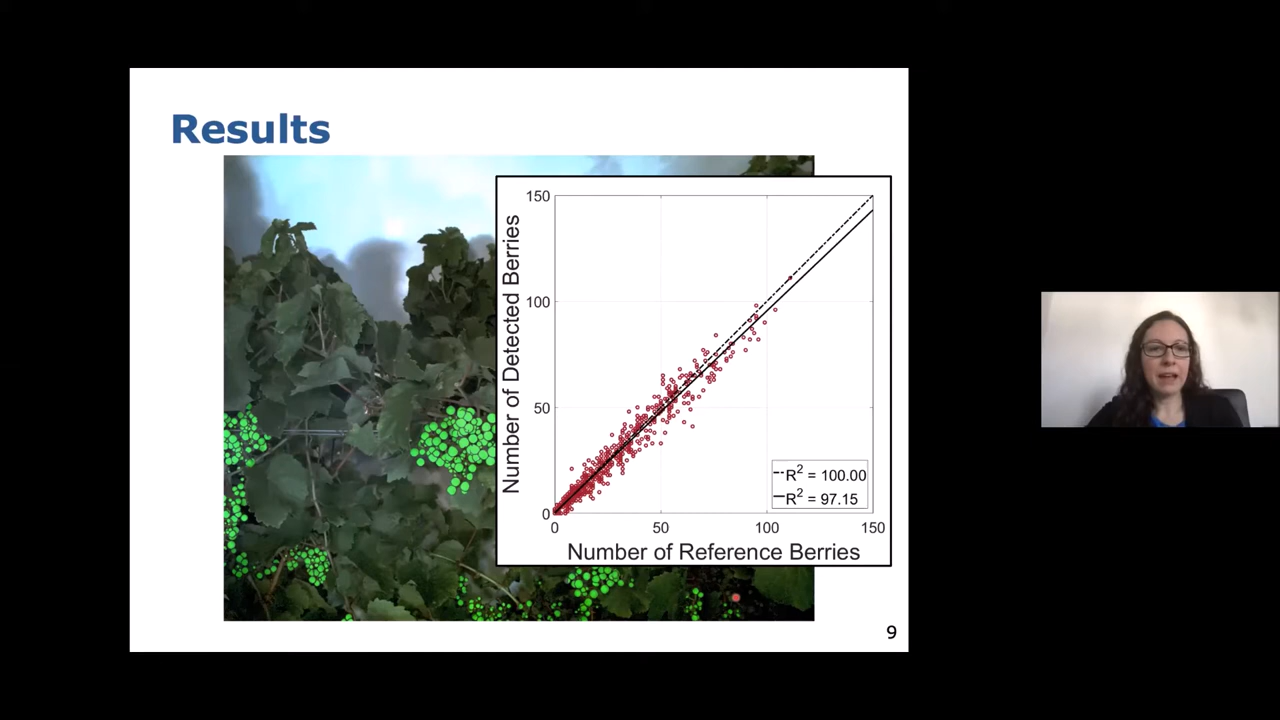 Results
Number of Detected Berries
150
100
50
0
0 50 100 150
Number of Reference Berries
R² = 100.00
R² = 97.15
9